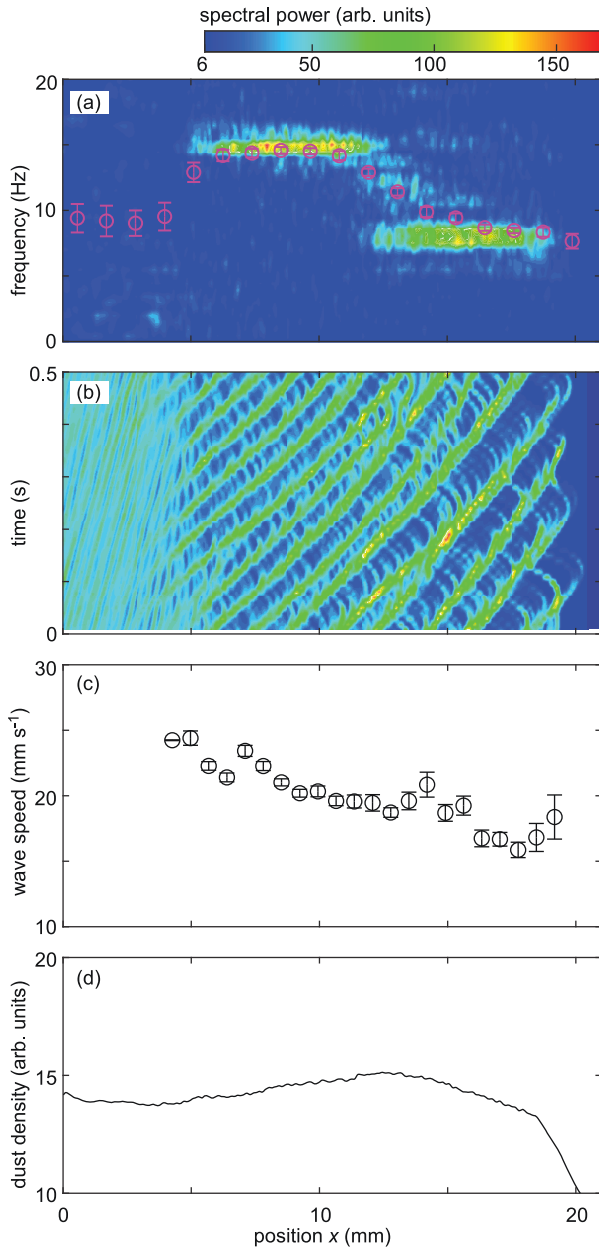 spectral power (arb. units)
6 50 100 150
(a)
20
10
0
frequency (Hz)
(b)
0.5
0
time (s)
(c)
30
20
10
wave speed (mm s⁻¹)
(d)
20
15
10
dust density (arb. units)
0 10 20
position x (mm)